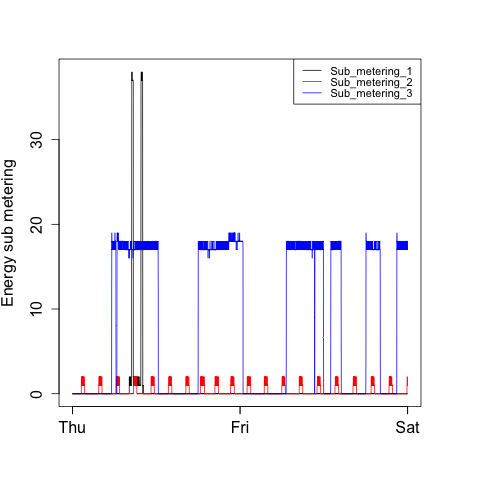 Sub_metering_1
Sub_metering_2
Sub_metering_3
Energy sub metering
30
20
10
0
Thu Fri Sat